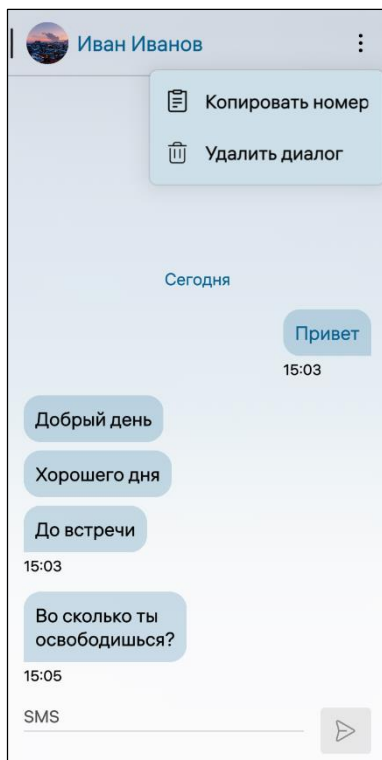 Иван Иванов
Копировать номер
Удалить диалог
Сегодня
Привет
15:03
Добрый день
Хорошего дня
До встречи
15:03
Во сколько ты
освободишься?
15:05
SMS